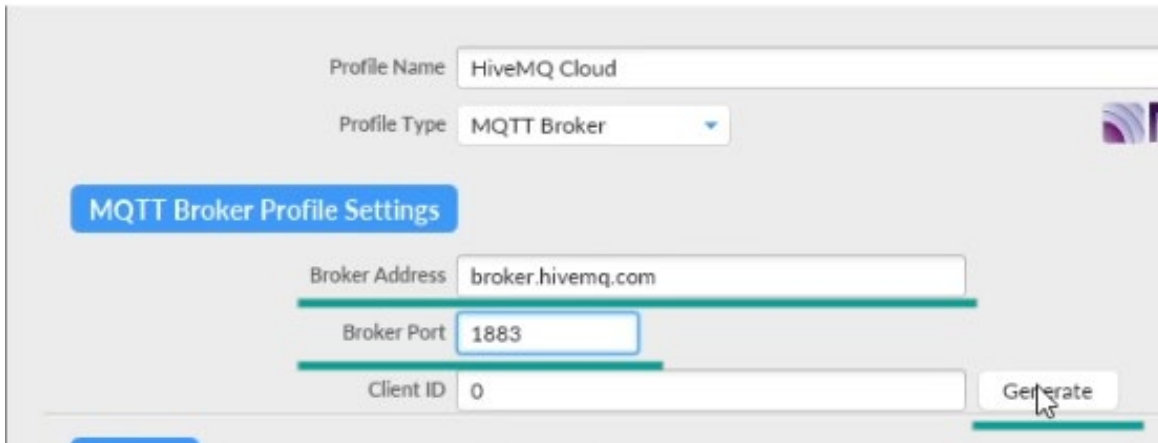 Profile Name HiveMQ Cloud
Profile Type MQTT Broker
MQTT Broker Profile Settings
Broker Address broker.hivemq.com
Broker Port 1883
Client ID 0 Generate